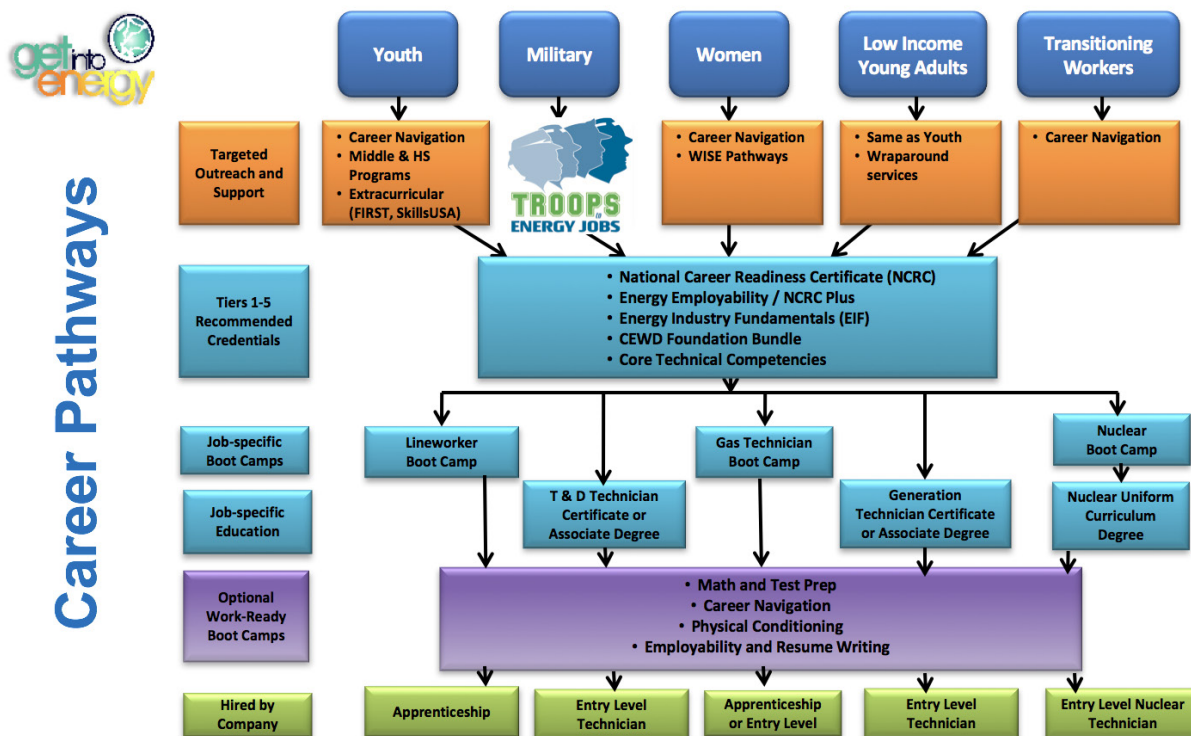 get into
energy
Career Pathways
Youth
Military
Women
Low Income
Young Adults
Transitioning
Workers
Targeted
Outreach and
Support
• Career Navigation
• Middle & HS
Programs
• Extracurricular
(FIRST, SkillsUSA)
TROOPS
to
ENERGY JOBS
• Career Navigation
• WISE Pathways
• Same as Youth
• Wraparound
services
• Career Navigation
Tiers 1-5
Recommended
Credentials
• National Career Readiness Certificate (NCRC)
• Energy Employability / NCRC Plus
• Energy Industry Fundamentals (EIF)
• CEWD Foundation Bundle
• Core Technical Competencies
Job-specific
Boot Camps
Lineworker
Boot Camp
Gas Technician
Boot Camp
Nuclear
Boot Camp
Job-specific
Education
T & D Technician
Certificate or
Associate Degree
Generation
Technician Certificate
or Associate Degree
Nuclear Uniform
Curriculum
Degree
Optional
Work-Ready
Boot Camps
• Math and Test Prep
• Career Navigation
• Physical Conditioning
• Employability and Resume Writing
Hired by
Company
Apprenticeship
Entry Level
Technician
Apprenticeship
or Entry Level
Entry Level
Technician
Entry Level Nuclear
Technician